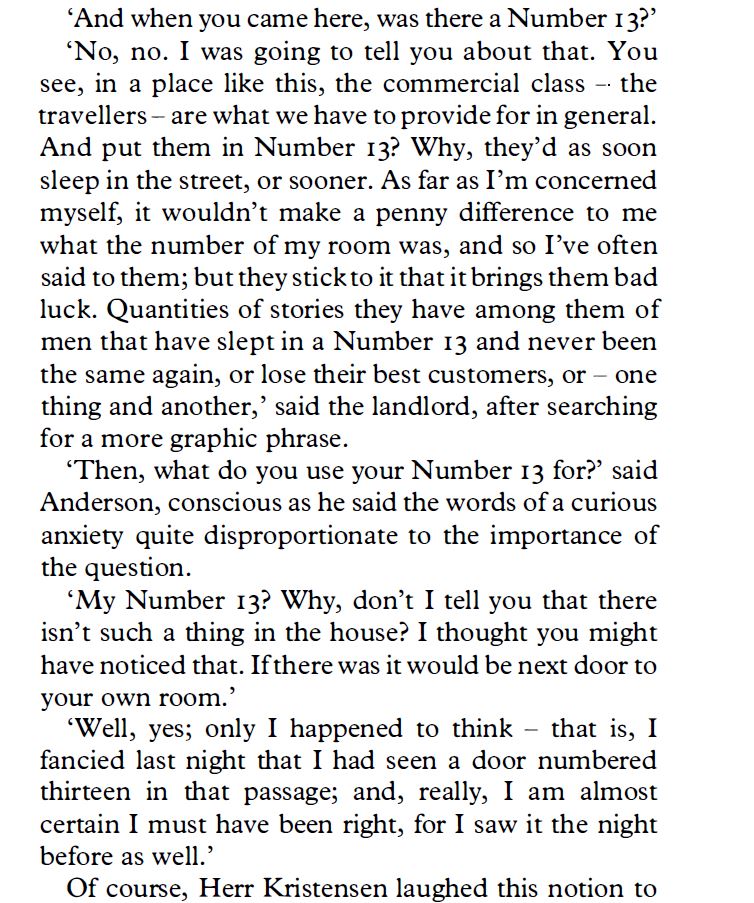 ‘And when you came here, was there a Number 13?’
‘No, no. I was going to tell you about that. You
see, in a place like this, the commercial class – the
travellers – are what we have to provide for in general.
And put them in Number 13? Why, they’d as soon
sleep in the street, or sooner. As far as I’m concerned
myself, it wouldn’t make a penny difference to me
what the number of my room was, and so I’ve often
said to them; but they stick to it that it brings them bad
luck. Quantities of stories they have among them of
men that have slept in a Number 13 and never been
the same again, or lose their best customers, or – one
thing and another,’ said the landlord, after searching
for a more graphic phrase.
‘Then, what do you use your Number 13 for?’ said
Anderson, conscious as he said the words of a curious
anxiety quite disproportionate to the importance of
the question.
‘My Number 13? Why, don’t I tell you that there
isn’t such a thing in the house? I thought you might
have noticed that. If there was it would be next door to
your own room.’
‘Well, yes; only I happened to think – that is, I
fancied last night that I had seen a door numbered
thirteen in that passage; and, really, I am almost
certain I must have been right, for I saw it the night
before as well.’
Of course, Herr Kristensen laughed this notion to